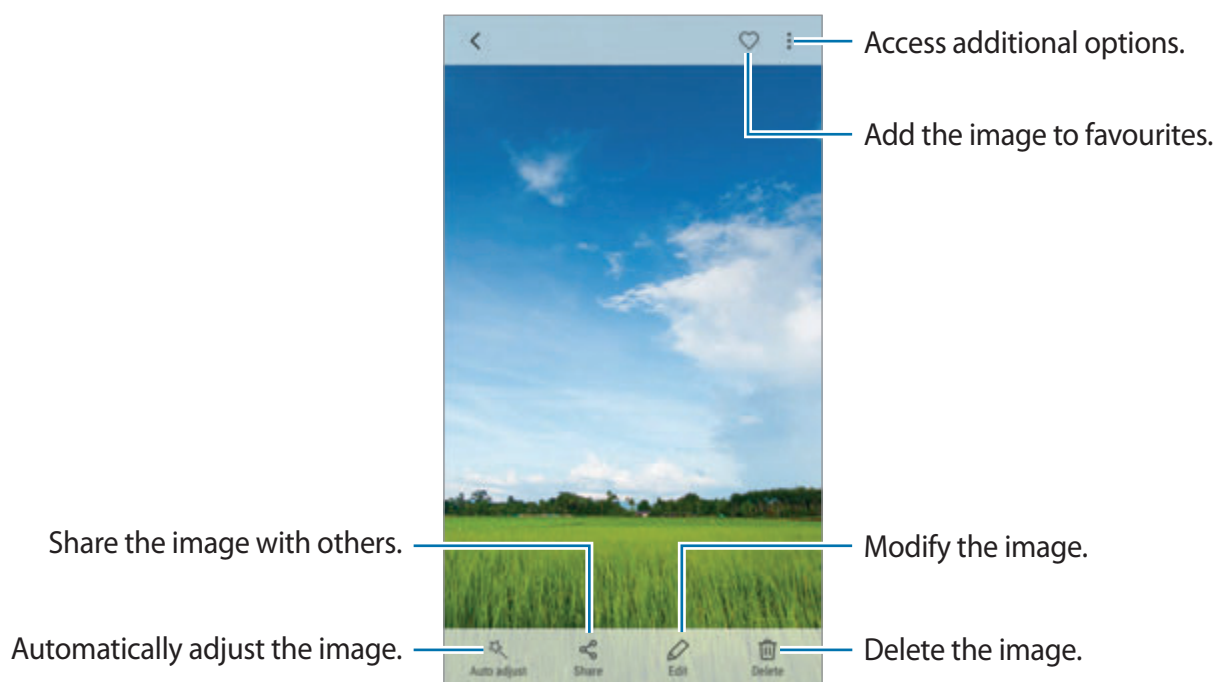 Access additional options.
Add the image to favourites.
Share the image with others.
Modify the image.
Automatically adjust the image.
Delete the image.
Auto adjust
Share
Edit
Delete